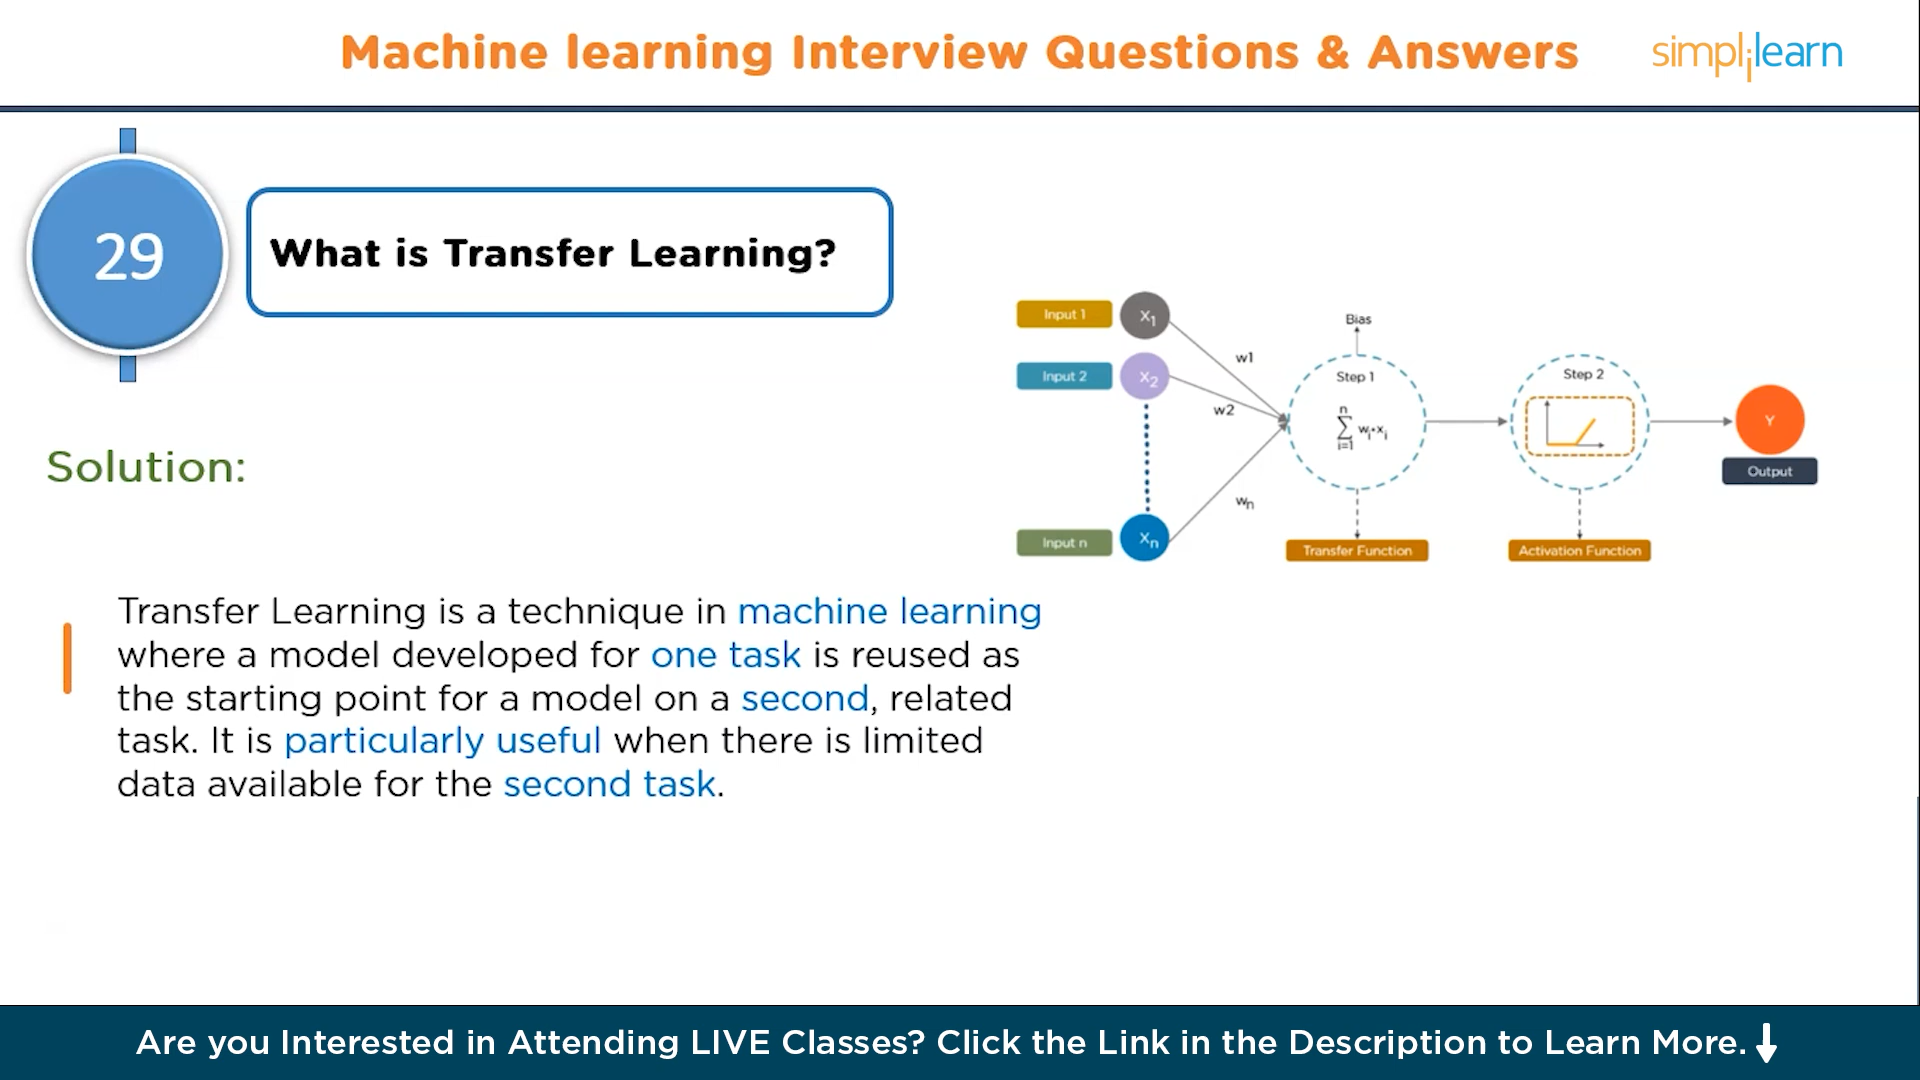 Machine learning Interview Questions & Answers
simplilearn
29
What is Transfer Learning?
Solution:
Transfer Learning is a technique in machine learning
where a model developed for one task is reused as
the starting point for a model on a second, related
task. It is particularly useful when there is limited
data available for the second task.
Input 1
X1
Input 2
X2
Input n
Xn
w1
w2
wn
Bias
Step 1
n
∑ wi*xi
i=1
Transfer Function
Step 2
Activation Function
Y
Output
Are you Interested in Attending LIVE Classes? Click the Link in the Description to Learn More.